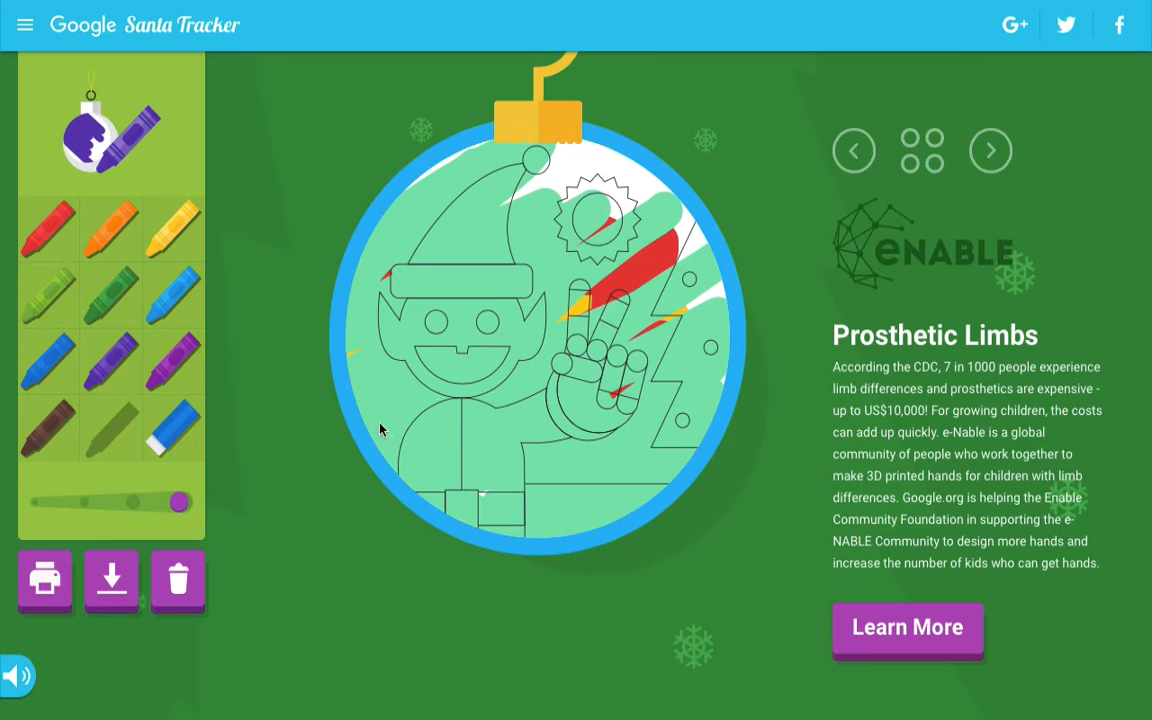 Google Santa Tracker
G+
eNABLE
Prosthetic Limbs
According the CDC, 7 in 1000 people experience
limb differences and prosthetics are expensive -
up to US$10,000! For growing children, the costs
can add up quickly. e-Nable is a global
community of people who work together to
make 3D printed hands for children with limb
differences. Google.org is helping the Enable
Community Foundation in supporting the e-
NABLE Community to design more hands and
increase the number of kids who can get hands.
Learn More